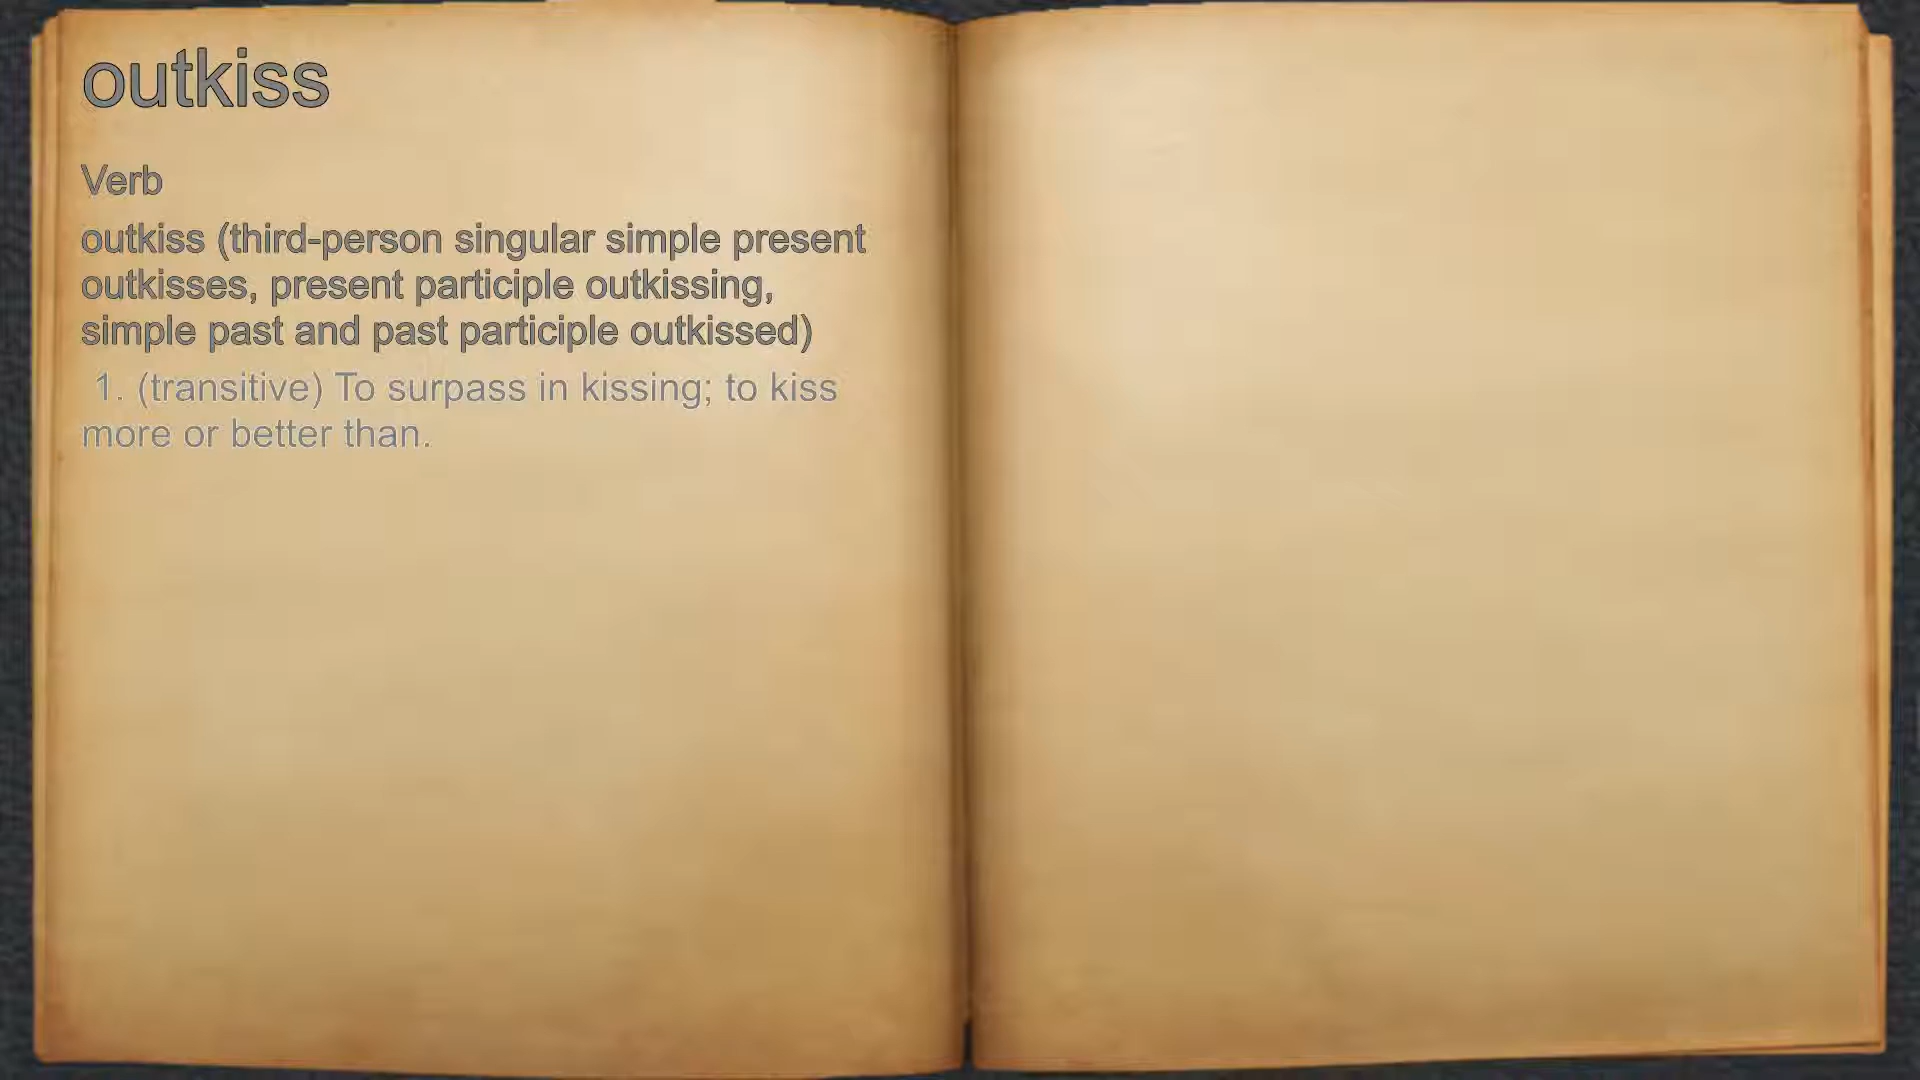 outkiss
Verb
outkiss (third-person singular simple present
outkisses, present participle outkissing,
simple past and past participle outkissed)
1. (transitive) To surpass in kissing; to kiss
more or better than.